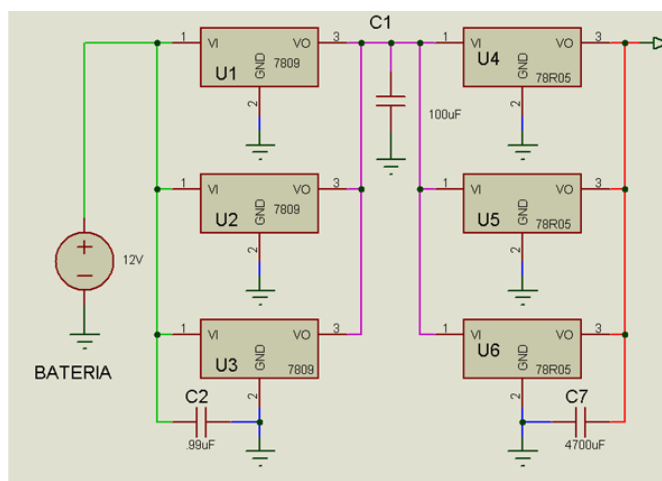 C1
1 VI VO 3
U1
GND
7809
2
1 VI VO 3
U4
GND
78R05
2
100uF
1 VI VO 3
U2
GND
7809
2
1 VI VO 3
U5
GND
78R05
2
12V
1 VI VO 3
U3
GND
7809
2
1 VI VO 3
U6
GND
78R05
2
BATERIA
C2
.99uF
C7
4700uF